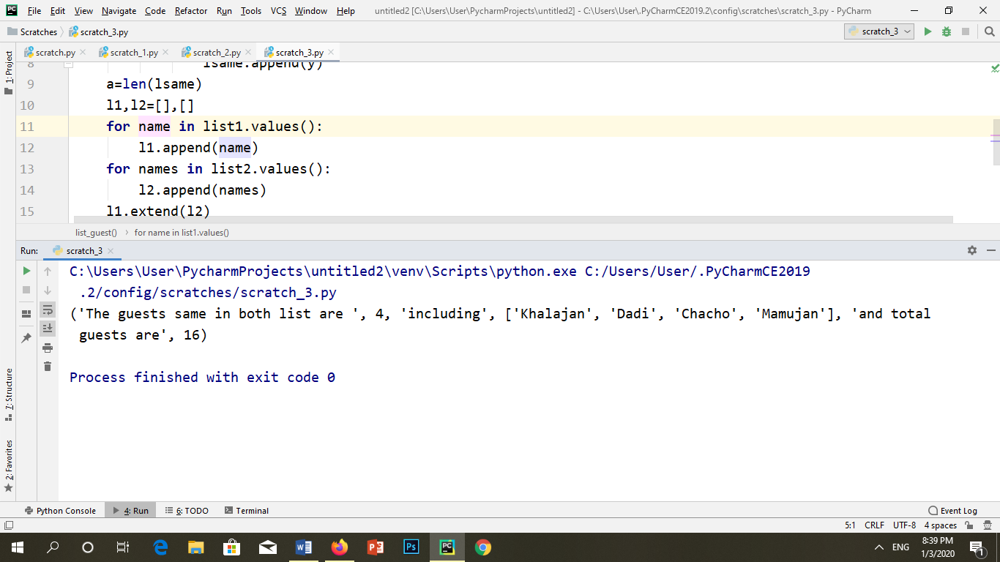 File Edit View Navigate Code Refactor Run Tools VCS Window Help untitled2 [C:\Users\User\PycharmProjects\untitled2] - C:\Users\User\.PyCharmCE2019.2\config\scratches\scratch_3.py - PyCharm
Scratches scratch_3.py scratch_3
scratch.py scratch_1.py scratch_2.py scratch_3.py
1: Project
8 lsame.append(y)
9 a=len(lsame)
10 l1,l2=[],[]
11 for name in list1.values():
12 l1.append(name)
13 for names in list2.values():
14 l2.append(names)
15 l1.extend(l2)
list_guest() for name in list1.values()
Run: scratch_3
C:\Users\User\PycharmProjects\untitled2\venv\Scripts\python.exe C:/Users/User/.PyCharmCE2019
.2/config/scratches/scratch_3.py
('The guests same in both list are ', 4, 'including', ['Khalajan', 'Dadi', 'Chacho', 'Mamujan'], 'and total
guests are', 16)
Process finished with exit code 0
7: Structure
2: Favorites
Python Console 4: Run 6: TODO Terminal Event Log
5:1 CRLF UTF-8 4 spaces
ENG 8:39 PM
1/3/2020 1